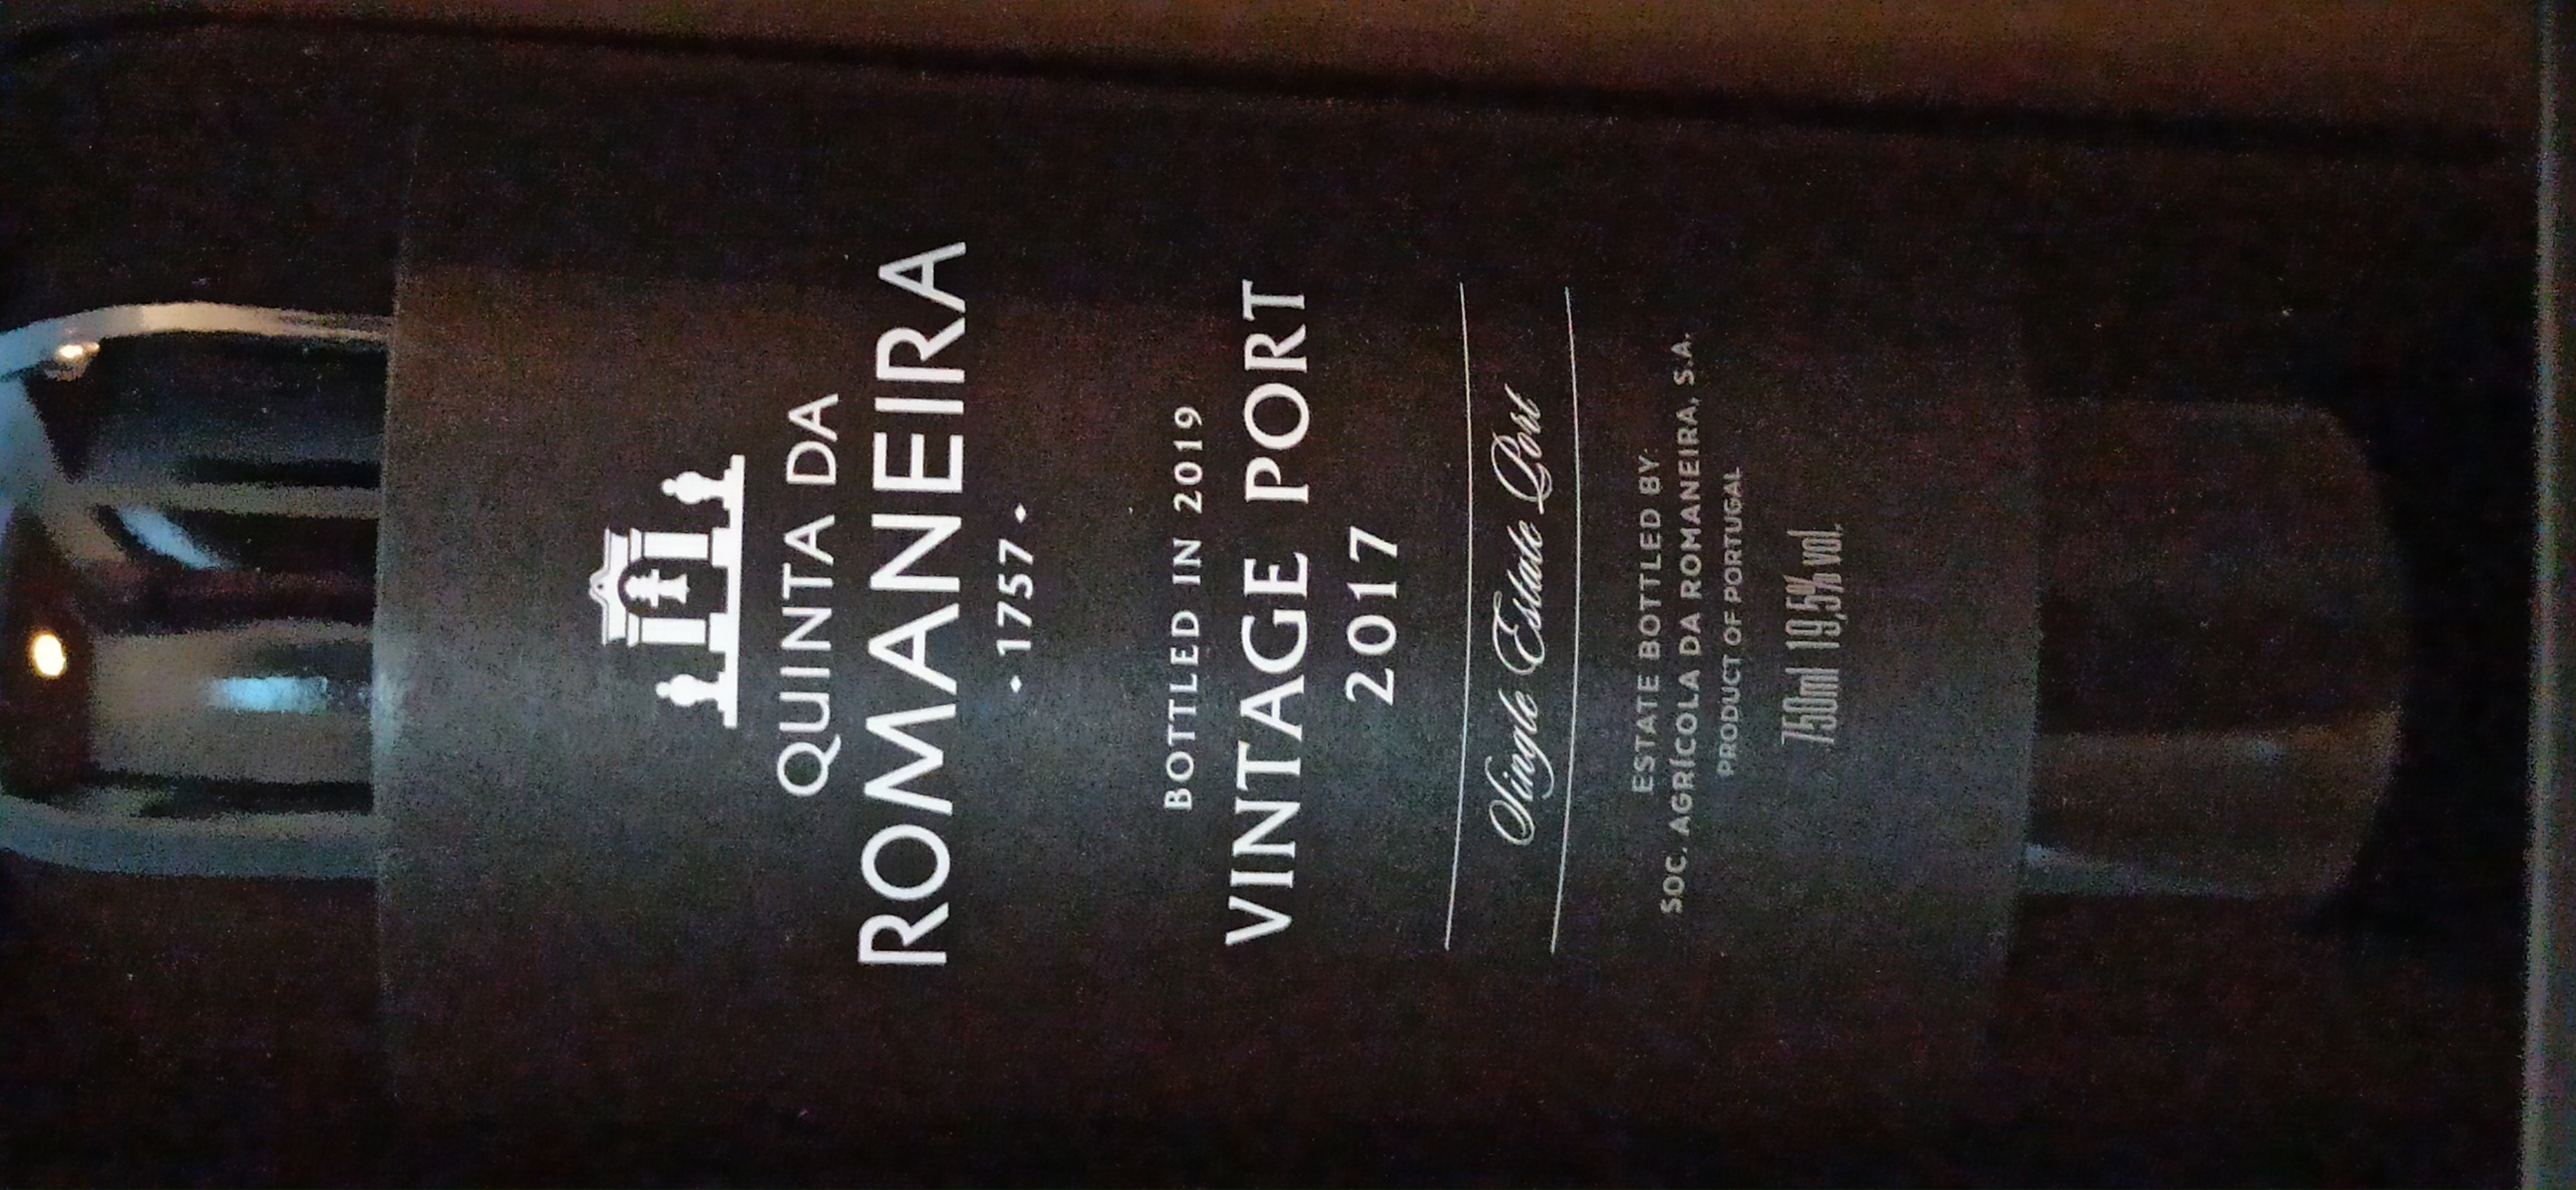 QUINTA DA
ROMANEIRA
• 1757 •
BOTTLED IN 2019
VINTAGE PORT
2017
Single Estate Port
ESTATE BOTTLED BY:
SOC. AGRÍCOLA DA ROMANEIRA, S.A.
PRODUCT OF PORTUGAL
750ml 19,5% vol.